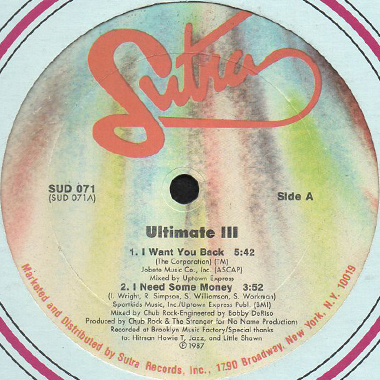 Sutra
SUD 071
(SUD 071A)
Side A
Ultimate III
1. I Want You Back 5:42
(The Corporation) (TM)
Jobete Music Co., Inc. (ASCAP)
Mixed by Uptown Express
2. I Need Some Money 3:52
(I. Wright, R. Simpson, S. Williamson, S. Workman)
Sportkids Music, Inc./Uptown Express Publ. (BMI)
Mixed by Chub Rock-Engineered by Bobby DoRiso
Produced by Chub Rock & The Stranger for No Name Production)
Recorded at Brooklyn Music Factory/Special thanks
to: Hitman Howie T, Jazz, and Little Shawn
℗ 1987
Marketed and Distributed by Sutra Records, Inc., 1790 Broadway, New York, N.Y. 10019